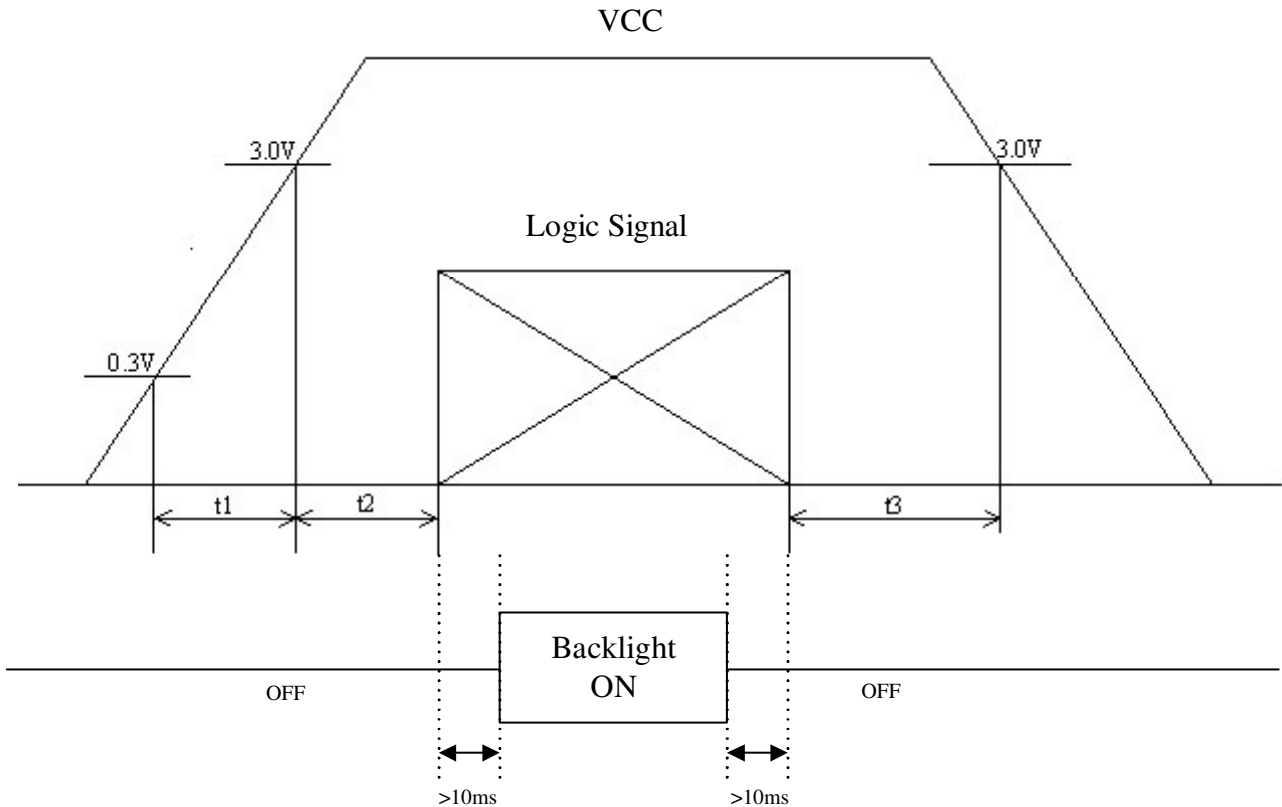 VCC
3.0V
3.0V
Logic Signal
0.3V
t1
t2
t3
Backlight
ON
OFF
OFF
>10ms
>10ms